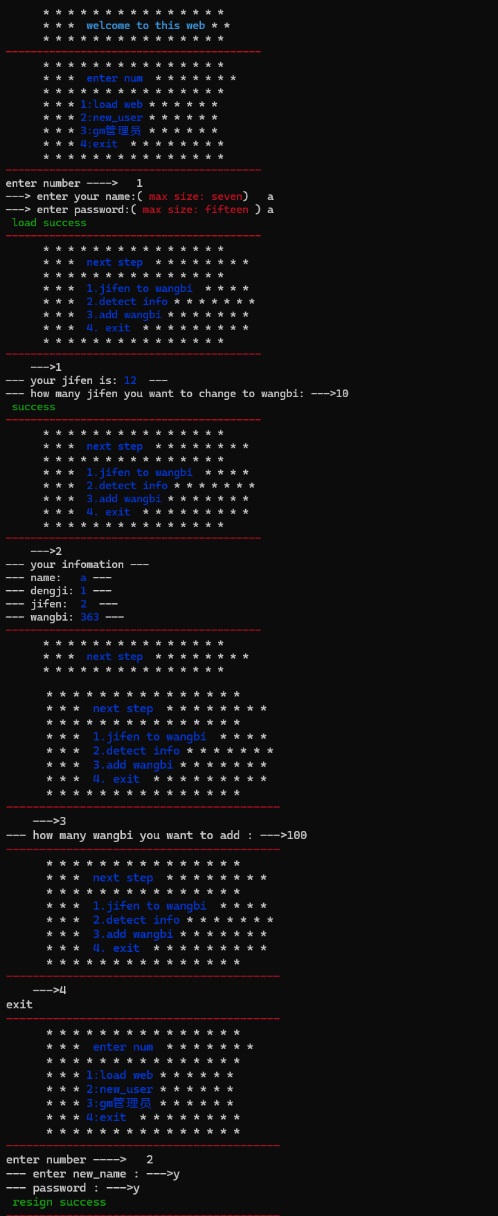 * * * * * * * * * * * * * *
* * * welcome to this web * *
* * * * * * * * * * * * * *
-----------------------------------------
* * * * * * * * * * * * * *
* * * enter num * * * * * * *
* * * * * * * * * * * * * *
* * * 1:load web * * * * * *
* * * 2:new_user * * * * * *
* * * 3:gm管理员 * * * * * *
* * * 4:exit * * * * * * * *
* * * * * * * * * * * * * *
-----------------------------------------
enter number ----> 1
---> enter your name:( max size: seven) a
---> enter password:( max size: fifteen ) a
load success
-----------------------------------------
* * * * * * * * * * * * * *
* * * next step * * * * * * * *
* * * * * * * * * * * * * *
* * * 1.jifen to wangbi * * * *
* * * 2.detect info * * * * * * *
* * * 3.add wangbi * * * * * * *
* * * 4. exit * * * * * * * * *
* * * * * * * * * * * * * *
-----------------------------------------
--->1
--- your jifen is: 12 ---
--- how many jifen you want to change to wangbi: --->10
success
-----------------------------------------
* * * * * * * * * * * * * *
* * * next step * * * * * * * *
* * * * * * * * * * * * * *
* * * 1.jifen to wangbi * * * *
* * * 2.detect info * * * * * * *
* * * 3.add wangbi * * * * * * *
* * * 4. exit * * * * * * * * *
* * * * * * * * * * * * * *
-----------------------------------------
--->2
--- your infomation ---
--- name: a ---
--- dengji: 1 ---
--- jifen: 2 ---
--- wangbi: 363 ---
-----------------------------------------
* * * * * * * * * * * * * *
* * * next step * * * * * * * *
* * * * * * * * * * * * * *
* * * * * * * * * * * * * * *
* * * next step * * * * * * * *
* * * * * * * * * * * * * * *
* * * 1.jifen to wangbi * * * *
* * * 2.detect info * * * * * * *
* * * 3.add wangbi * * * * * * *
* * * 4. exit * * * * * * * * *
* * * * * * * * * * * * * * *
-----------------------------------------
--->3
--- how many wangbi you want to add : --->100
-----------------------------------------
* * * * * * * * * * * * * * *
* * * next step * * * * * * * *
* * * * * * * * * * * * * * *
* * * 1.jifen to wangbi * * * *
* * * 2.detect info * * * * * * *
* * * 3.add wangbi * * * * * * *
* * * 4. exit * * * * * * * * *
* * * * * * * * * * * * * * *
-----------------------------------------
--->4
exit
-----------------------------------------
* * * * * * * * * * * * * * *
* * * enter num * * * * * * *
* * * * * * * * * * * * * * *
* * * 1:load web * * * * * *
* * * 2:new_user * * * * * *
* * * 3:gm管理员 * * * * * *
* * * 4:exit * * * * * * * *
* * * * * * * * * * * * * * *
-----------------------------------------
enter number ----> 2
--- enter new_name : --->y
--- password : --->y
resign success
-----------------------------------------